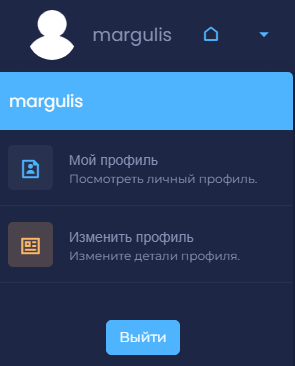 margulis
margulis
Мой профиль
Посмотреть личный профиль.
Изменить профиль
Измените детали профиля.
Выйти